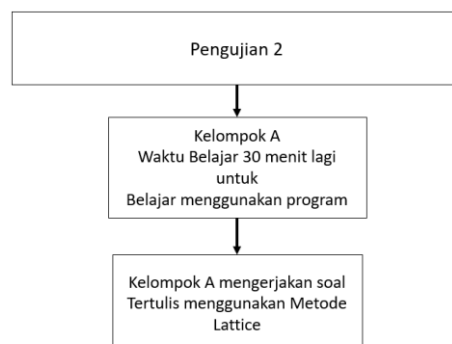 Pengujian 2
Kelompok A
Waktu Belajar 30 menit lagi
untuk
Belajar menggunakan program
Kelompok A mengerjakan soal
Tertulis menggunakan Metode
Lattice